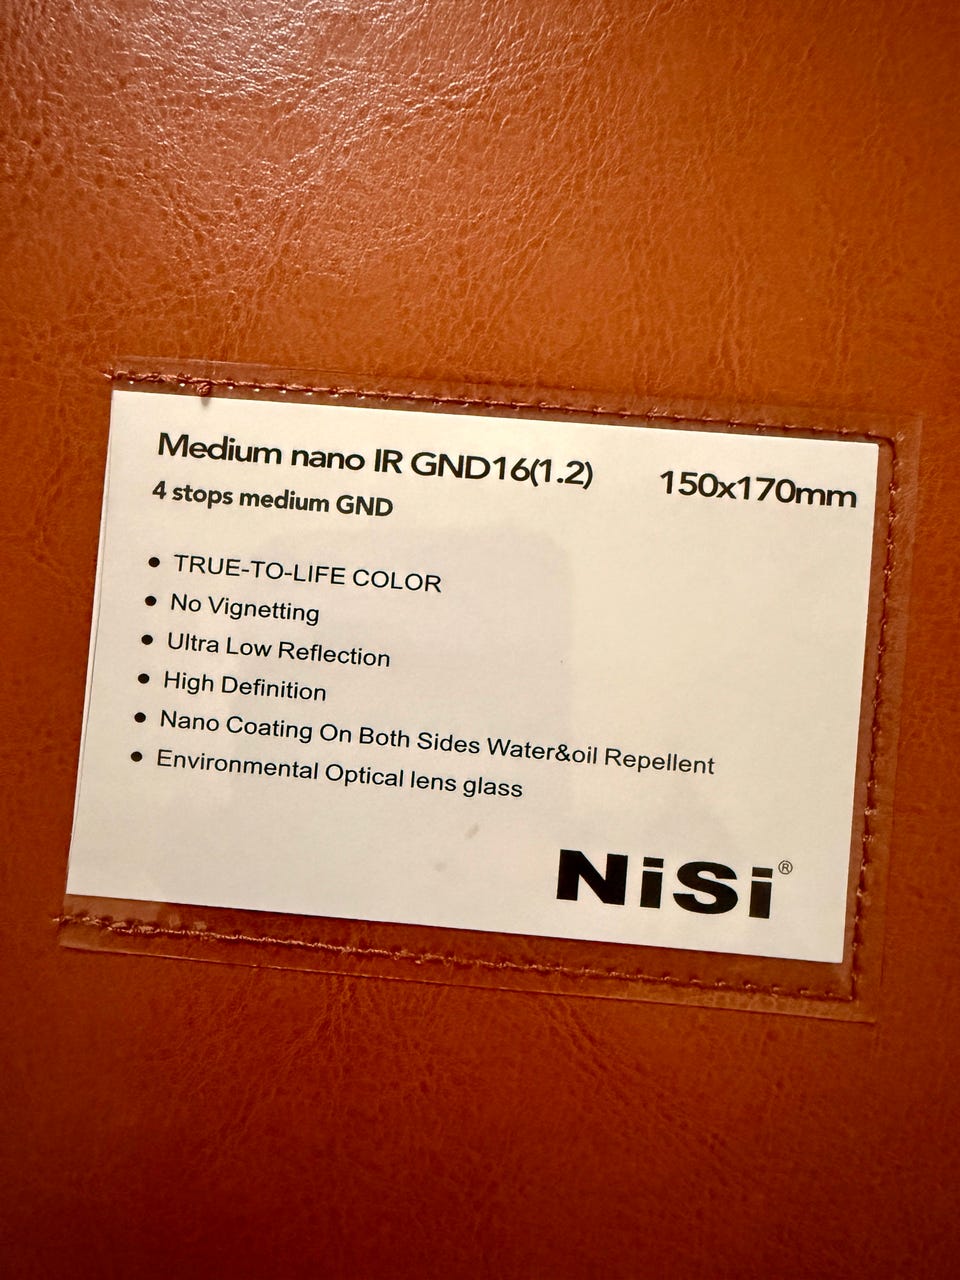 Medium nano IR GND16(1.2) 150x170mm
4 stops medium GND
• TRUE-TO-LIFE COLOR
• No Vignetting
• Ultra Low Reflection
• High Definition
• Nano Coating On Both Sides Water&oil Repellent
• Environmental Optical lens glass
NiSi®